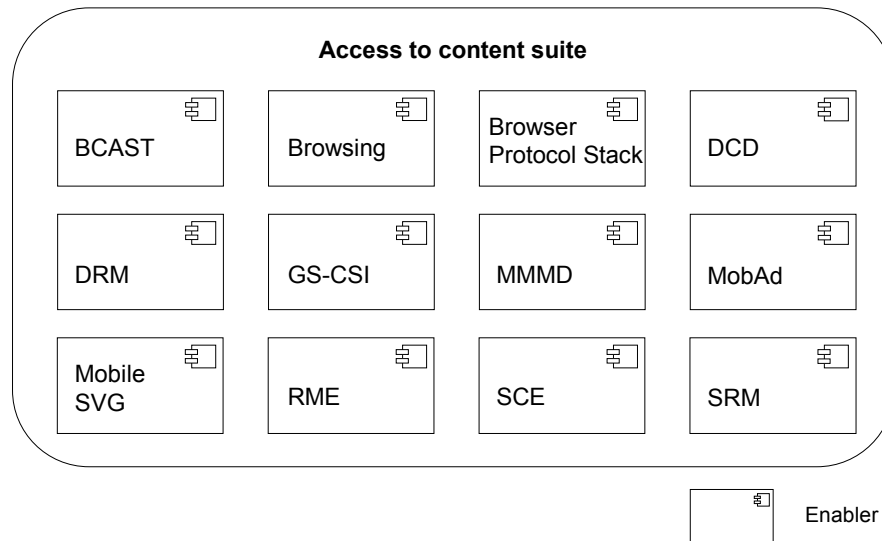 Access to content suite
BCAST
Browsing
Browser
Protocol Stack
DCD
DRM
GS-CSI
MMMD
MobAd
Mobile
SVG
RME
SCE
SRM
Enabler